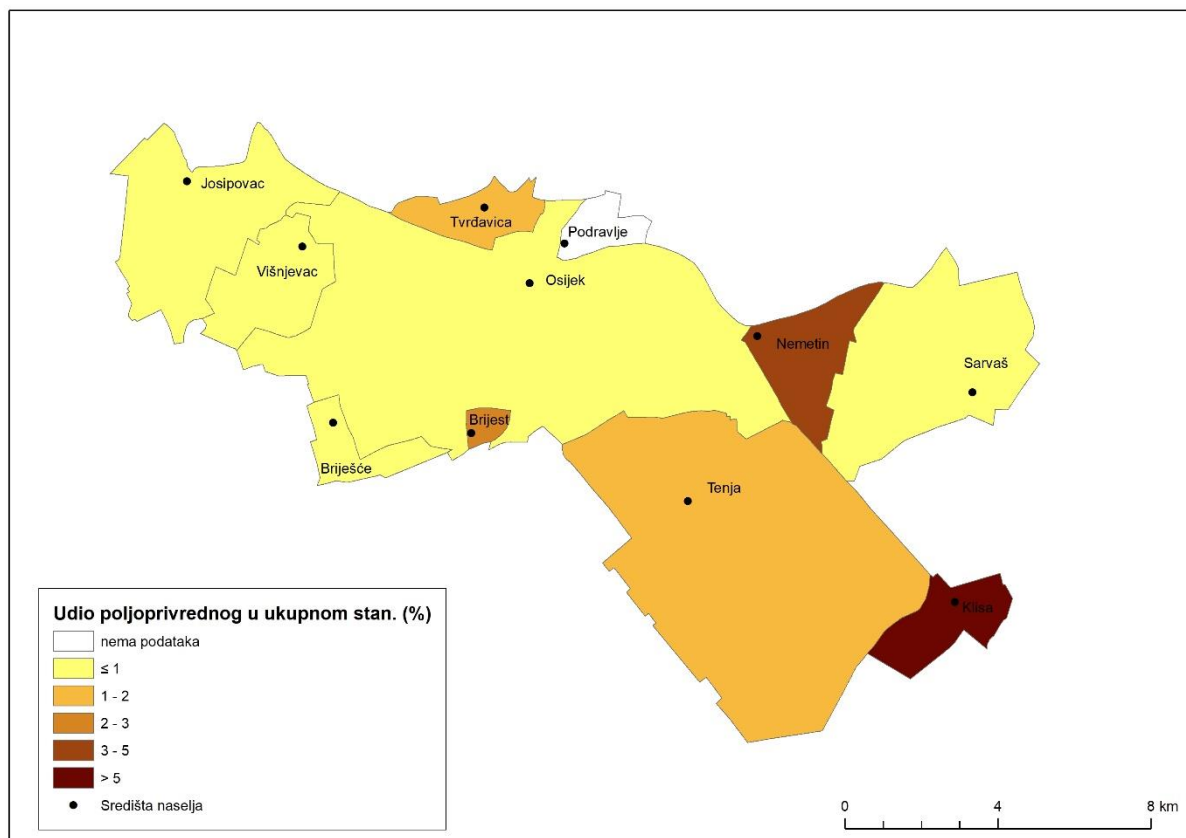 Josipovac
Tvrđavica
Podravlje
Višnjevac
Osijek
Nemetin
Sarvaš
Brijest
Briješće
Tenja
Klisa
Udio poljoprivrednog u ukupnom stan. (%)
nema podataka
≤ 1
1 - 2
2 - 3
3 - 5
> 5
Središta naselja
0 4 8 km